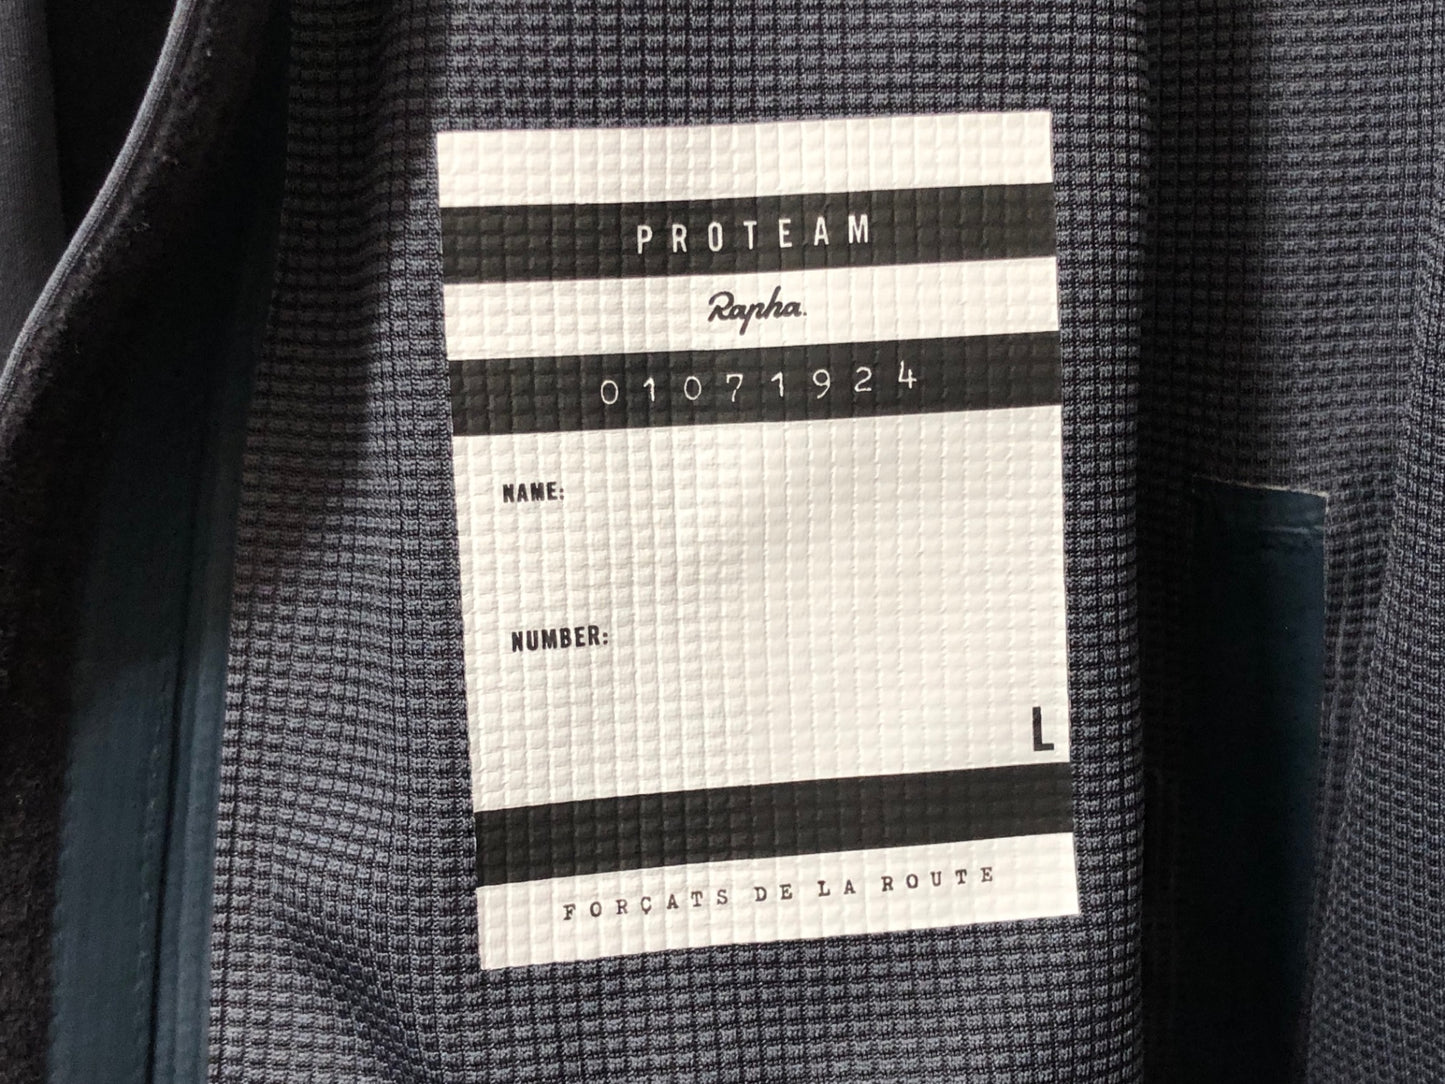 PROTEAM
Rapha.
01071924
NAME:
NUMBER:
L
FORÇATS DE LA ROUTE